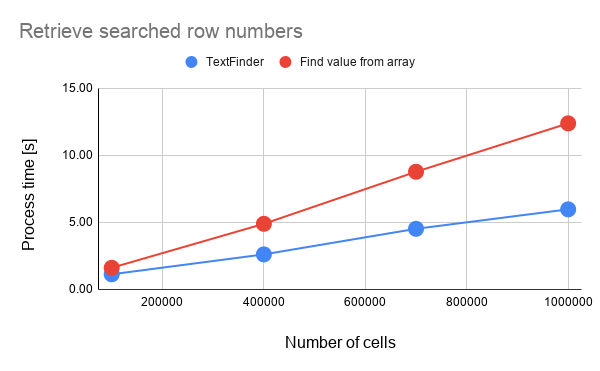 Retrieve searched row numbers
TextFinder Find value from array
15.00
10.00
5.00
0.00
Process time [s]
200000 400000 600000 800000 1000000
Number of cells